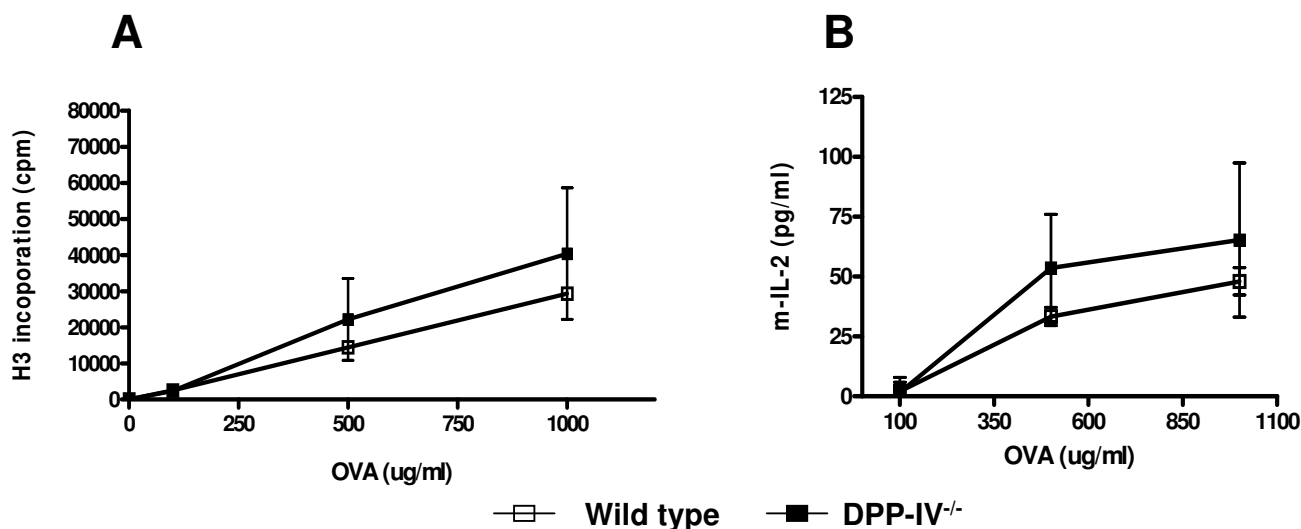 A
H3 incoporation (cpm)
80000
70000
60000
50000
40000
30000
20000
10000
0
0 250 500 750 1000
OVA (ug/ml)
B
m-IL-2 (pg/ml)
125
100
75
50
25
0
100 350 600 850 1100
OVA (ug/ml)
Wild type DPP-IV-/-